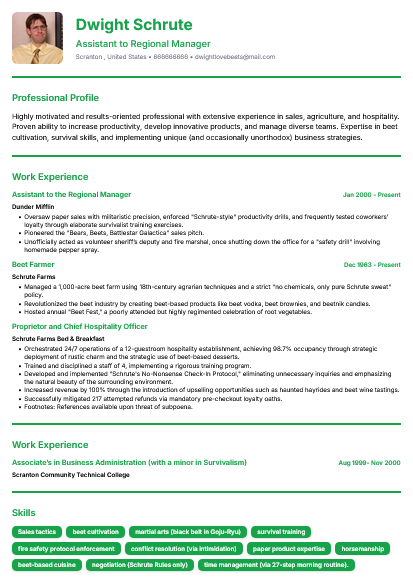 Dwight Schrute
Assistant to Regional Manager
Scranton , United States • 666666666 • dwightlovebeets@mail.com
Professional Profile
Highly motivated and results-oriented professional with extensive experience in sales, agriculture, and hospitality.
Proven ability to increase productivity, develop innovative products, and manage diverse teams. Expertise in beet
cultivation, survival skills, and implementing unique (and occasionally unorthodox) business strategies.
Work Experience
Assistant to the Regional Manager Jan 2000 - Present
Dunder Mifflin
• Oversaw paper sales with militaristic precision, enforced "Schrute-style" productivity drills, and frequently tested coworkers'
loyalty through elaborate survivalist training exercises.
• Pioneered the "Bears, Beets, Battlestar Galactica" sales pitch.
• Unofficially acted as volunteer sheriff's deputy and fire marshal, once shutting down the office for a "safety drill" involving
homemade pepper spray.
Beet Farmer Dec 1963 - Present
Schrute Farms
• Managed a 1,000-acre beet farm using 18th-century agrarian techniques and a strict "no chemicals, only pure Schrute sweat"
policy.
• Revolutionized the beet industry by creating beet-based products like beet vodka, beet brownies, and beetnik candles.
• Hosted annual "Beet Fest," a poorly attended but highly regimented celebration of root vegetables.
Proprietor and Chief Hospitality Officer
Schrute Farms Bed & Breakfast
• Orchestrated 24/7 operations of a 12-guestroom hospitality establishment, achieving 98.7% occupancy through strategic
deployment of rustic charm and the strategic use of beet-based desserts.
• Trained and disciplined a staff of 4, implementing a rigorous training program.
• Developed and implemented "Schrute's No-Nonsense Check-In Protocol," eliminating unnecessary inquiries and emphasizing
the natural beauty of the surrounding environment.
• Increased revenue by 100% through the introduction of upselling opportunities such as haunted hayrides and beet wine tastings.
• Successfully mitigated 217 attempted refunds via mandatory pre-checkout loyalty oaths.
• Footnotes: References available upon threat of subpoena.
Work Experience
Associate's in Business Administration (with a minor in Survivalism) Aug 1999- Nov 2000
Scranton Community Technical College
Skills
Sales tactics beet cultivation martial arts (black belt in Goju-Ryu) survival training
fire safety protocol enforcement conflict resolution (via intimidation) paper product expertise horsemanship
beet-based cuisine negotiation (Schrute Rules only) time management (via 27-step morning routine).